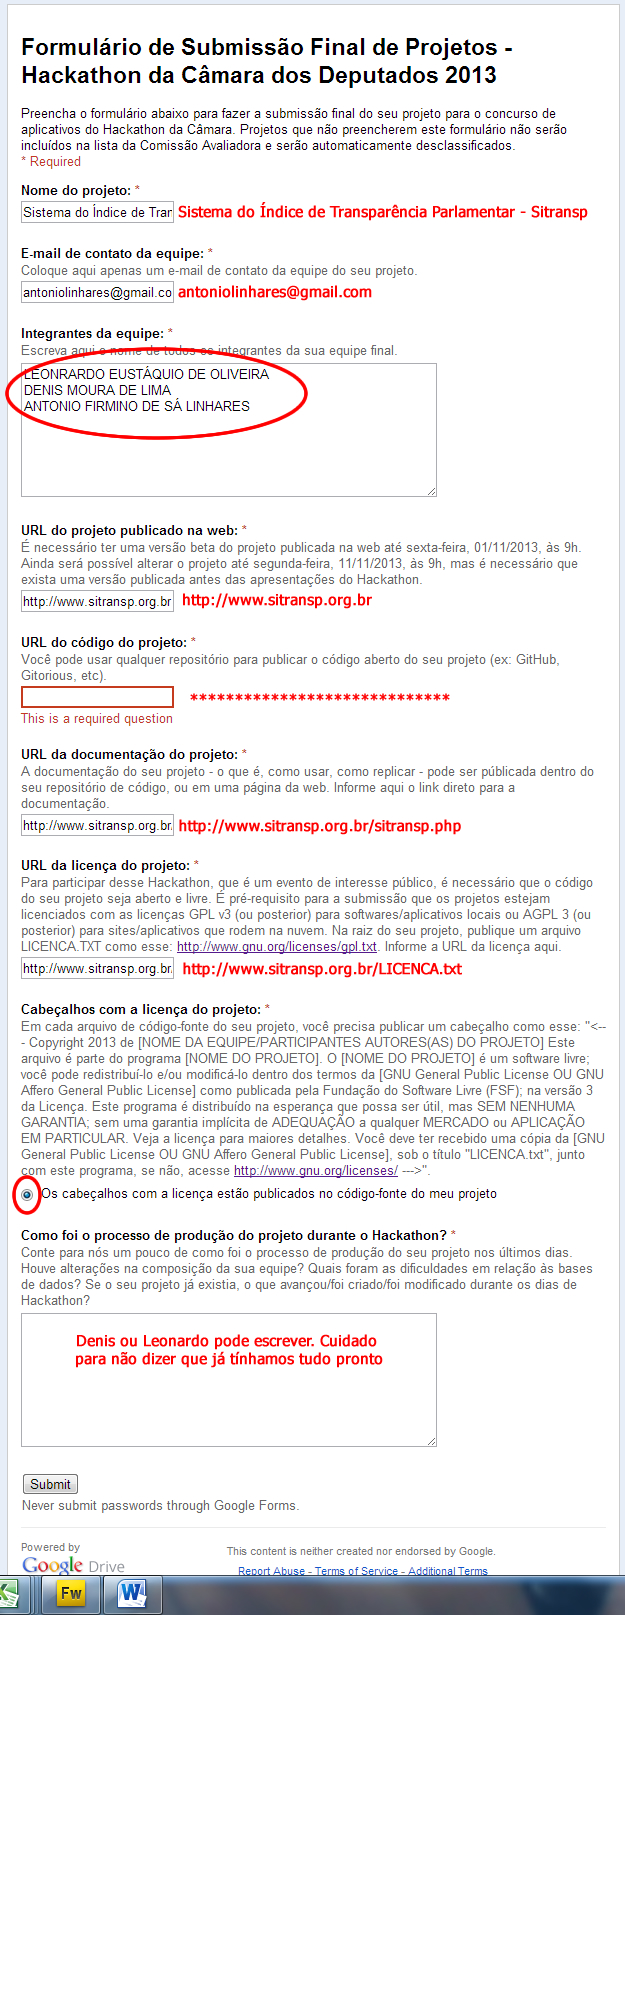 Formulário de Submissão Final de Projetos -
Hackathon da Câmara dos Deputados 2013
Preencha o formulário abaixo para fazer a submissão final do seu projeto para o concurso de
aplicativos do Hackathon da Câmara. Projetos que não preencherem este formulário não serão
incluídos na lista da Comissão Avaliadora e serão automaticamente desclassificados.
* Required
Nome do projeto: *
Sistema do Índice de Tran Sistema do Índice de Transparência Parlamentar - Sitransp
E-mail de contato da equipe: *
Coloque aqui apenas um e-mail de contato da equipe do seu projeto.
antoniolinhares@gmail.co antoniolinhares@gmail.com
Integrantes da equipe: *
Escreva aqui o nome de todos os integrantes da sua equipe final.
LEONRARDO EUSTÁQUIO DE OLIVEIRA
DENIS MOURA DE LIMA
ANTONIO FIRMINO DE SÁ LINHARES
URL do projeto publicado na web: *
É necessário ter uma versão beta do projeto publicada na web até sexta-feira, 01/11/2013, às 9h.
Ainda será possível alterar o projeto até segunda-feira, 11/11/2013, às 9h, mas é necessário que
exista uma versão publicada antes das apresentações do Hackathon.
http://www.sitransp.org.br http://www.sitransp.org.br
URL do código do projeto: *
Você pode usar qualquer repositório para publicar o código aberto do seu projeto (ex: GitHub,
Gitorious, etc).
*****************************
This is a required question
URL da documentação do projeto: *
A documentação do seu projeto - o que é, como usar, como replicar - pode ser públicada dentro do
seu repositório de código, ou em uma página da web. Informe aqui o link direto para a
documentação.
http://www.sitransp.org.br/ http://www.sitransp.org.br/sitransp.php
URL da licença do projeto: *
Para participar desse Hackathon, que é um evento de interesse público, é necessário que o código
do seu projeto seja aberto e livre. É pré-requisito para a submissão que os projetos estejam
licenciados com as licenças GPL v3 (ou posterior) para softwares/aplicativos locais ou AGPL 3 (ou
posterior) para sites/aplicativos que rodem na nuvem. Na raiz do seu projeto, publique um arquivo
LICENCA.TXT como esse: http://www.gnu.org/licenses/gpl.txt. Informe a URL da licença aqui.
http://www.sitransp.org.br/ http://www.sitransp.org.br/LICENCA.txt
Cabeçalhos com a licença do projeto: *
Em cada arquivo de código-fonte do seu projeto, você precisa publicar um cabeçalho como esse: "<--
- Copyright 2013 de [NOME DA EQUIPE/PARTICIPANTES AUTORES(AS) DO PROJETO] Este
arquivo é parte do programa [NOME DO PROJETO]. O [NOME DO PROJETO] é um software livre;
você pode redistribuí-lo e/ou modificá-lo dentro dos termos da [GNU General Public License OU GNU
Affero General Public License] como publicada pela Fundação do Software Livre (FSF); na versão 3
da Licença. Este programa é distribuído na esperança que possa ser útil, mas SEM NENHUMA
GARANTIA; sem uma garantia implícita de ADEQUAÇÃO a qualquer MERCADO ou APLICAÇÃO
EM PARTICULAR. Veja a licença para maiores detalhes. Você deve ter recebido uma cópia da [GNU
General Public License OU GNU Affero General Public License], sob o título "LICENCA.txt", junto
com este programa, se não, acesse http://www.gnu.org/licenses/ --->".
Os cabeçalhos com a licença estão publicados no código-fonte do meu projeto
Como foi o processo de produção do projeto durante o Hackathon? *
Conte para nós um pouco de como foi o processo de produção do seu projeto nos últimos dias.
Houve alterações na composição da sua equipe? Quais foram as dificuldades em relação às bases
de dados? Se o seu projeto já existia, o que avançou/foi criado/foi modificado durante os dias de
Hackathon?
Denis ou Leonardo pode escrever. Cuidado
para não dizer que já tínhamos tudo pronto
Submit
Never submit passwords through Google Forms.
Powered by
Google Drive
This content is neither created nor endorsed by Google.
Report Abuse - Terms of Service - Additional Terms
Fw
W